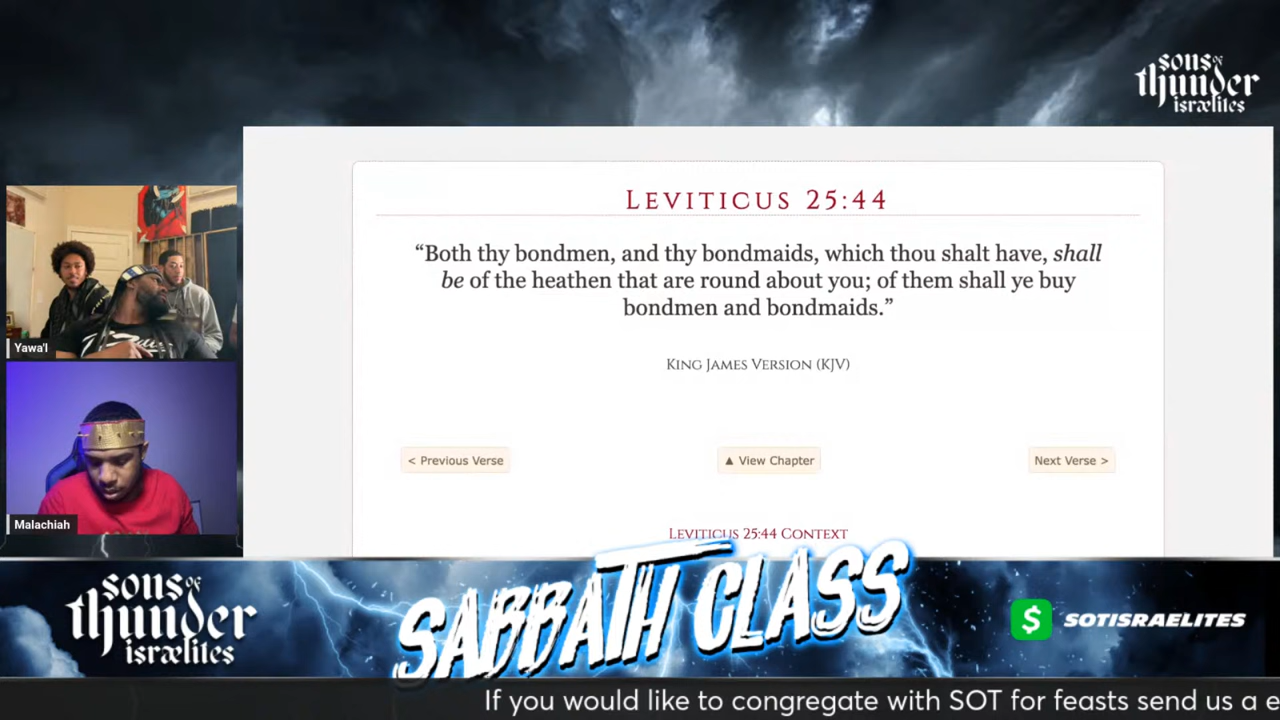 sons of
thunder
israelites
LEVITICUS 25:44
“Both thy bondmen, and thy bondmaids, which thou shalt have, shall
be of the heathen that are round about you; of them shall ye buy
bondmen and bondmaids.”
KING JAMES VERSION (KJV)
< Previous Verse
▲ View Chapter
Next Verse >
LEVITICUS 25:44 CONTEXT
Yawa'l
Malachiah
sons of
thunder
israelites
SABBATH CLASS
$ SOTISRAELITES
If you would like to congregate with SOT for feasts send us a e